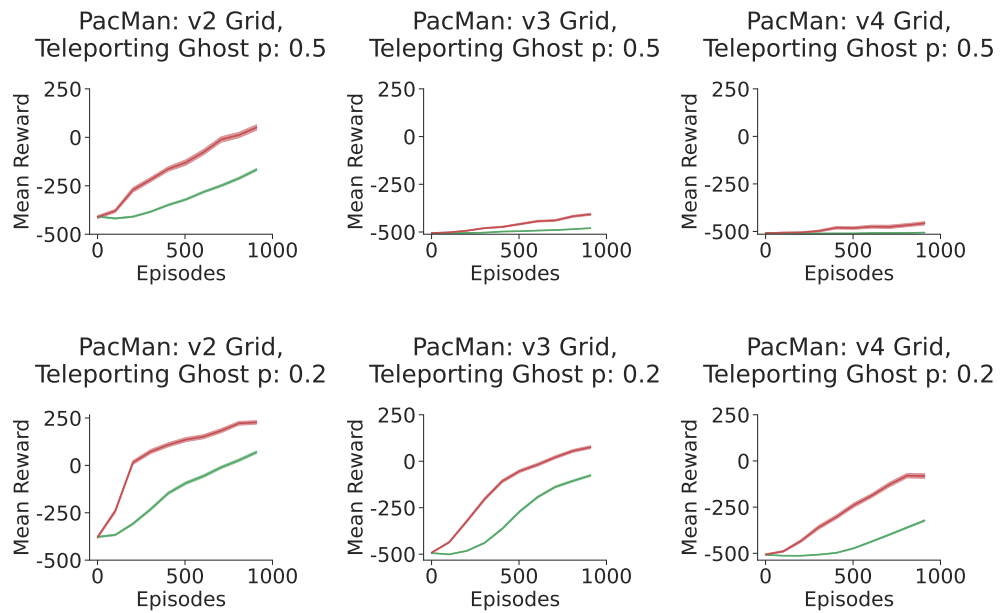 PacMan: v2 Grid,
Teleporting Ghost p: 0.5
250
0
-250
-500
Mean Reward
0
500
1000
Episodes
PacMan: v3 Grid,
Teleporting Ghost p: 0.5
250
0
-250
-500
Mean Reward
0
500
1000
Episodes
PacMan: v4 Grid,
Teleporting Ghost p: 0.5
250
0
-250
-500
Mean Reward
0
500
1000
Episodes
PacMan: v2 Grid,
Teleporting Ghost p: 0.2
250
0
-250
-500
Mean Reward
0
500
1000
Episodes
PacMan: v3 Grid,
Teleporting Ghost p: 0.2
250
0
-250
-500
Mean Reward
0
500
1000
Episodes
PacMan: v4 Grid,
Teleporting Ghost p: 0.2
250
0
-250
-500
Mean Reward
0
500
1000
Episodes